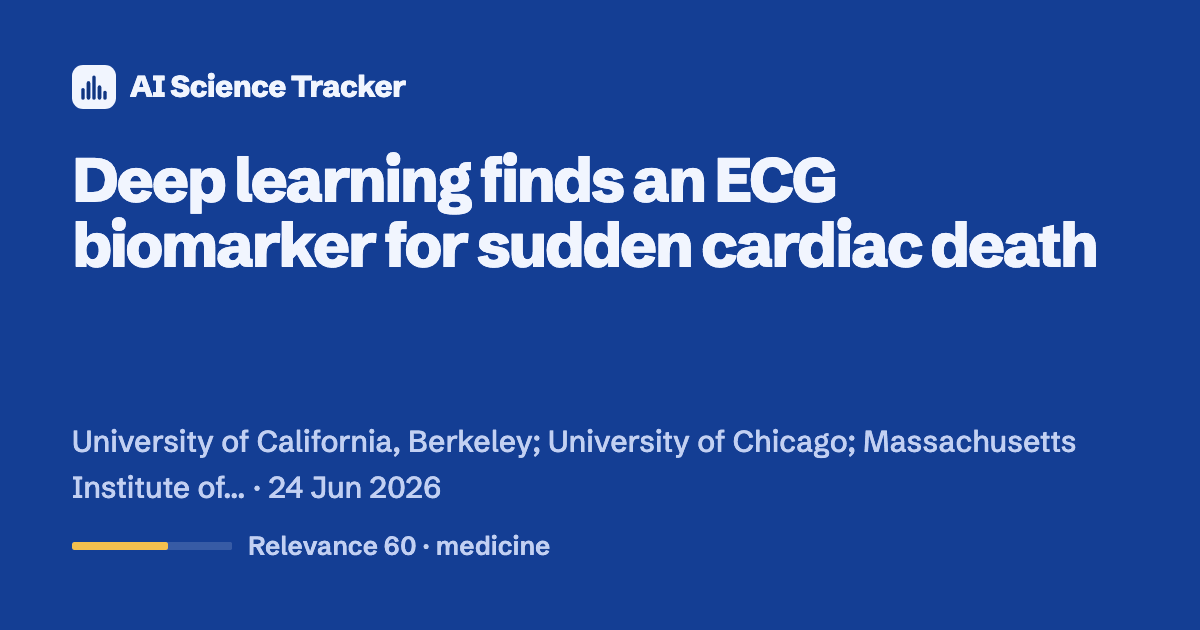 AI Science Tracker
Deep learning finds an ECG
biomarker for sudden cardiac death
University of California, Berkeley; University of Chicago; Massachusetts
Institute of... · 24 Jun 2026
Relevance 60 · medicine